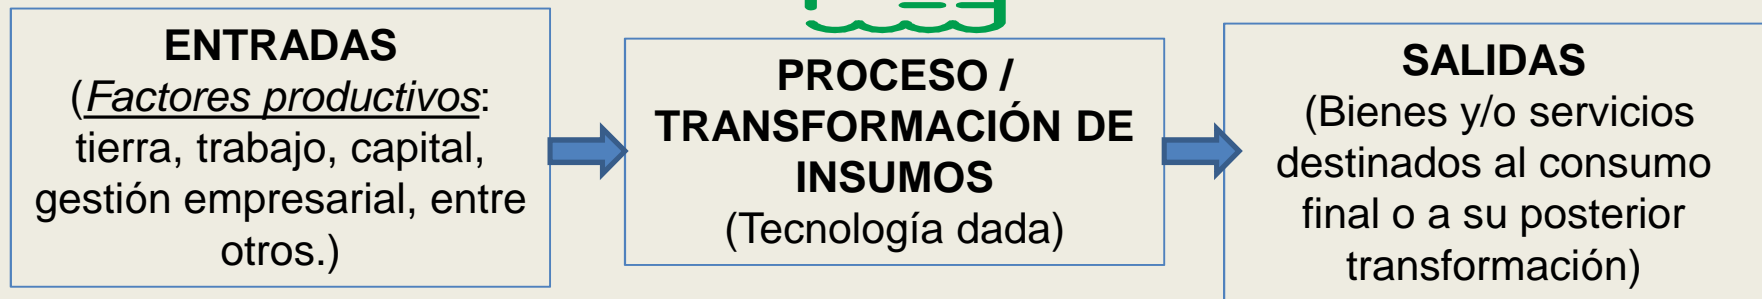 ENTRADAS
(Factores productivos:
tierra, trabajo, capital,
gestión empresarial, entre
otros.)
PROCESO /
TRANSFORMACIÓN DE
INSUMOS
(Tecnología dada)
SALIDAS
(Bienes y/o servicios
destinados al consumo
final o a su posterior
transformación)